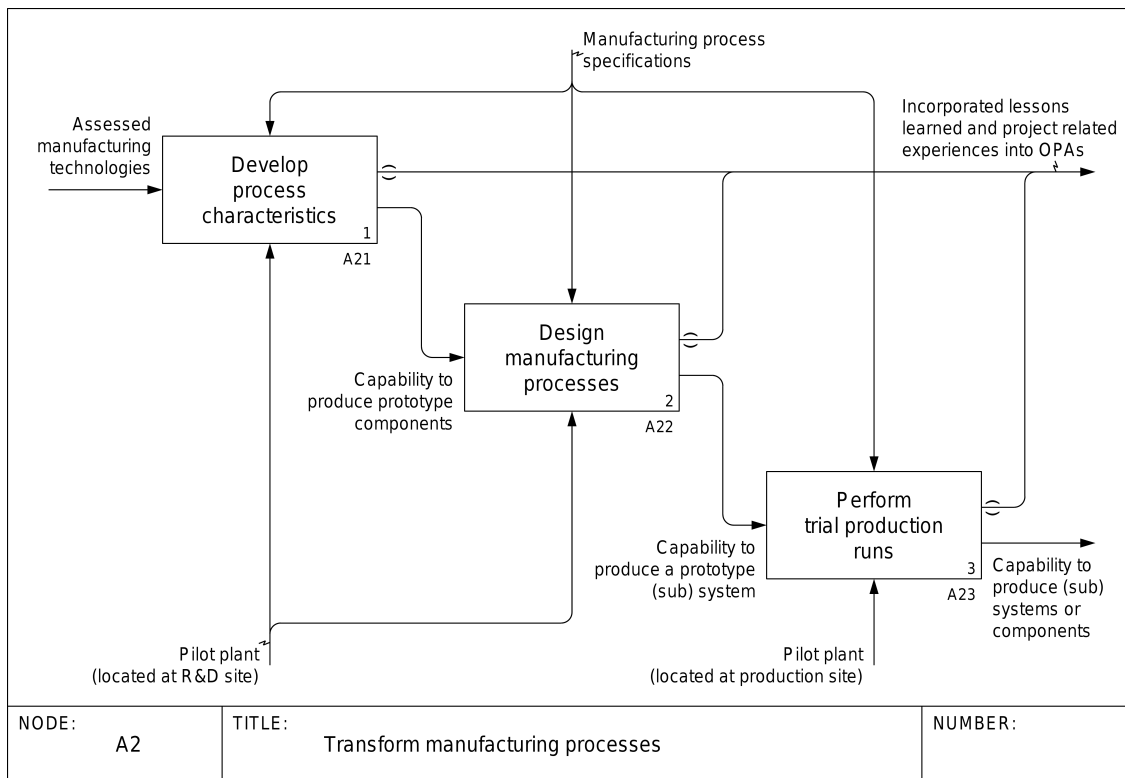 Manufacturing process
specifications
Assessed
manufacturing
technologies
Incorporated lessons
learned and project related
experiences into OPAs
Develop
process
characteristics
1
A21
Design
manufacturing
processes
2
A22
Capability to
produce prototype
components
Perform
trial production
runs
3
A23
Capability to
produce a prototype
(sub) system
Capability to
produce (sub)
systems or
components
Pilot plant
(located at R&D site)
Pilot plant
(located at production site)
NODE:
A2
TITLE:
Transform manufacturing processes
NUMBER: